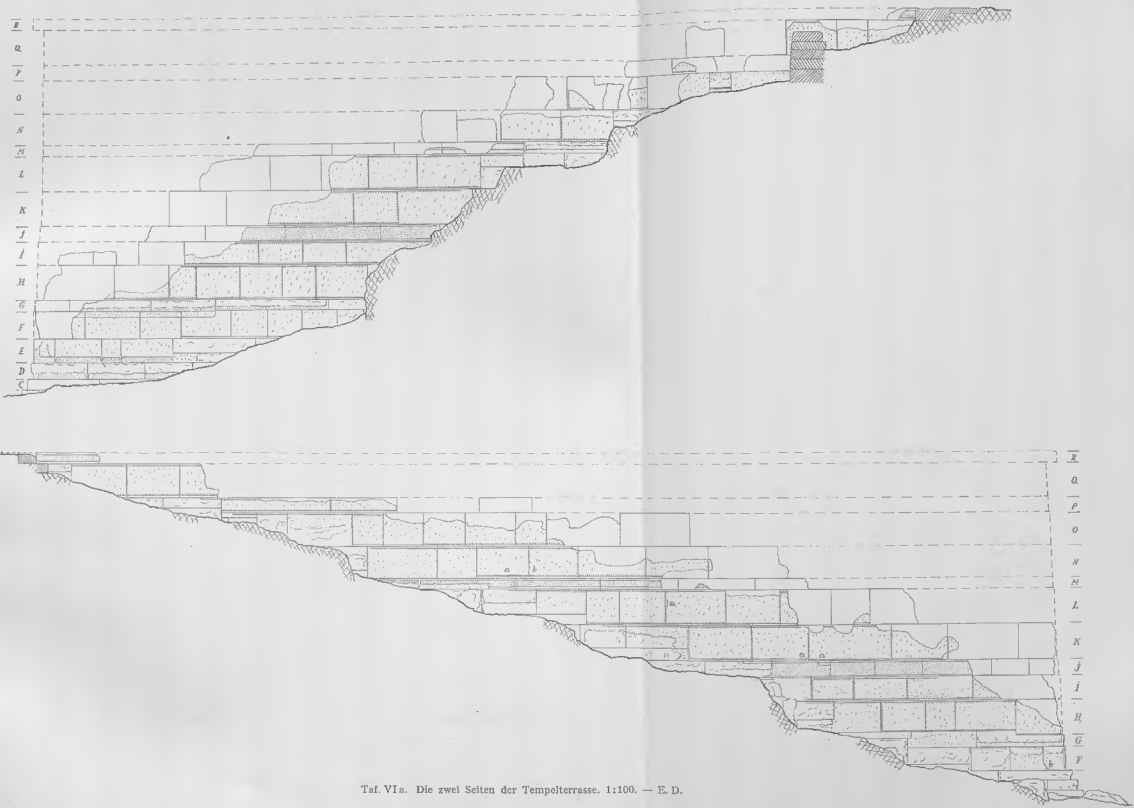 R
Q
P
O
N
M
L
K
J
I
H
G
F
E
D
C
R
Q
P
O
N
a b
M
L
a
K
a a
J
I
H
G
F
b
Taf. VIa. Die zwei Seiten der Tempelterrasse. 1:100. — E. D.